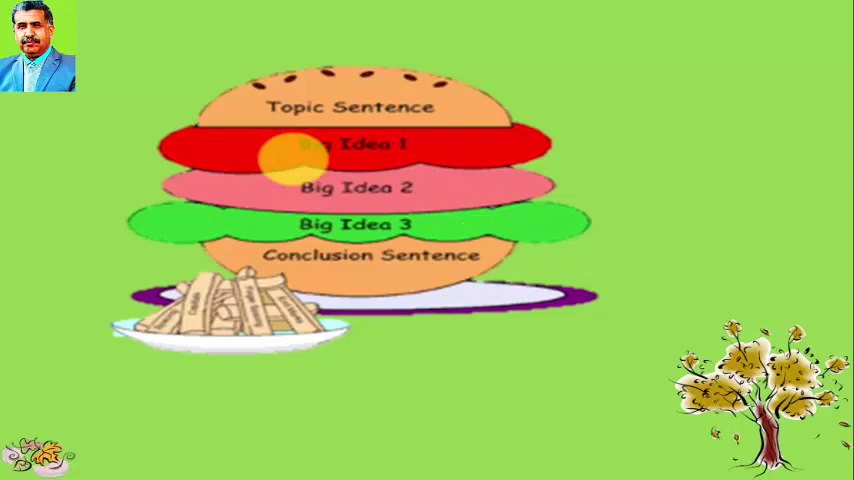 Topic Sentence
Big Idea 1
Big Idea 2
Big Idea 3
Conclusion Sentence